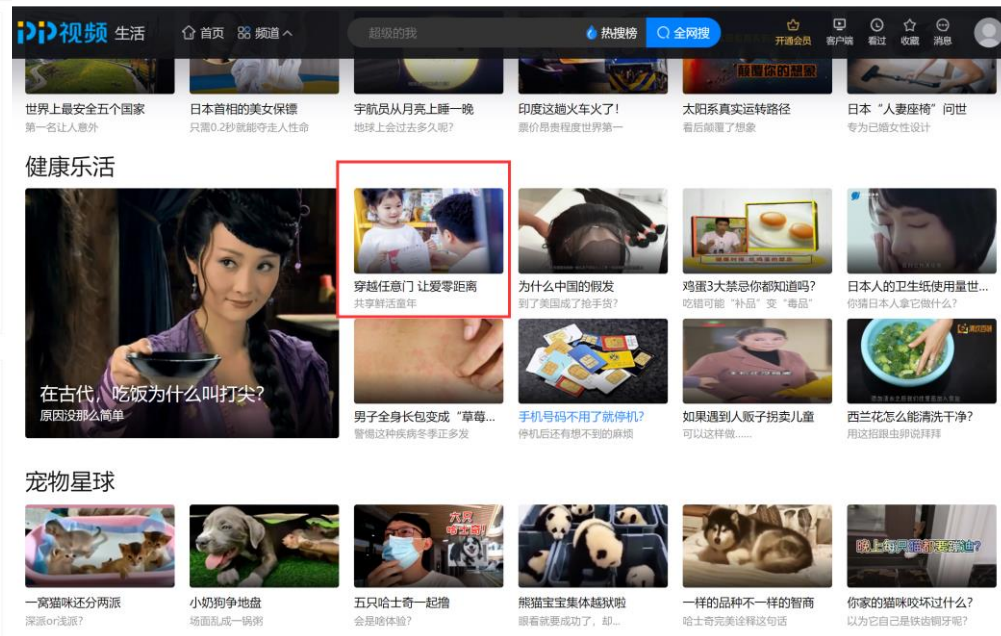 PP视频 生活
首页
频道
超级的我
热搜榜
全网搜
开通会员
客户端
看过
收藏
消息
颠覆你的想象
世界上最安全五个国家
第一名让人意外
日本首相的美女保镖
只需0.2秒就能夺走人性命
宇航员从月亮上睡一晚
地球上会过去多久呢?
印度这趟火车火了!
票价昂贵程度世界第一
太阳系真实运转路径
看后颠覆了想象
日本“人妻座椅”问世
专为已婚女性设计
健康乐活
在古代,吃饭为什么叫打尖?
原因没那么简单
穿越任意门 让爱零距离
共享鲜活童年
为什么中国的假发
到了美国成了抢手货?
鸡蛋3大禁忌你都知道吗?
吃错可能“补品”变“毒品”
日本人的卫生纸使用量世...
你猜日本人拿它做什么?
男子全身长包变成“草莓...
警惕这种疾病冬季正多发
手机号码不用了就停机?
停机后还有想不到的麻烦
如果遇到人贩子拐卖儿童
可以这样做......
西兰花怎么能清洗干净?
用这招跟虫卵说拜拜
宠物星球
六只
哈士奇!
晚上每只猫都要蹦迪?
一窝猫咪还分两派
深派or浅派?
小奶狗争地盘
场面乱成一锅粥
五只哈士奇一起撸
会是啥体验?
熊猫宝宝集体越狱啦
眼看就要成功了,却...
一样的品种不一样的智商
哈士奇完美诠释这句话
你家的猫咪咬坏过什么?
以为它自己是铁齿铜牙呢?